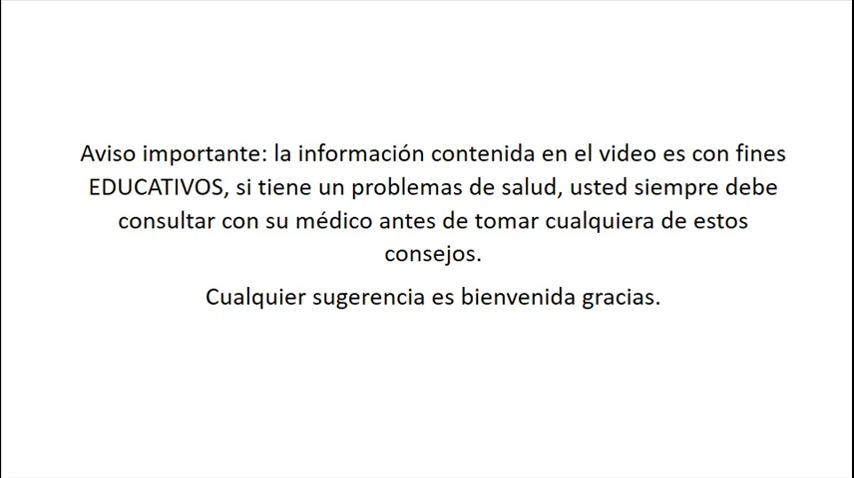 Aviso importante: la información contenida en el video es con fines
EDUCATIVOS, si tiene un problemas de salud, usted siempre debe
consultar con su médico antes de tomar cualquiera de estos
consejos.
Cualquier sugerencia es bienvenida gracias.